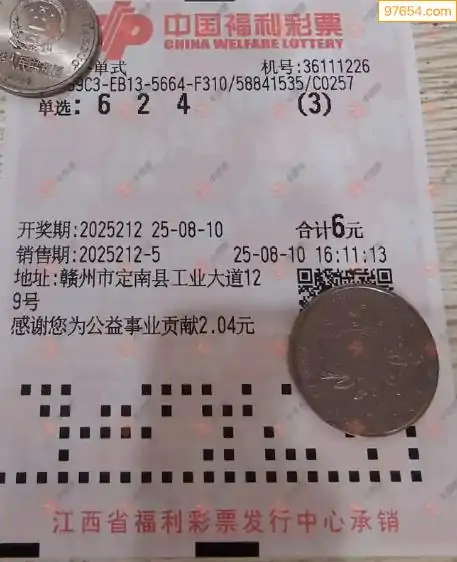 97654.com
中国福利彩票
CHINA WELFARE LOTTERY
单式 机号:36111226
9C3-EB13-5664-F310/58841535/C0257
单选: 6 2 4 (3)
开奖期:2025212 25-08-10 合计6元
销售期:2025212-5 25-08-10 16:11:13
地址:赣州市定南县工业大道12
9号
感谢您为公益事业贡献2.04元
江西省福利彩票发行中心承销